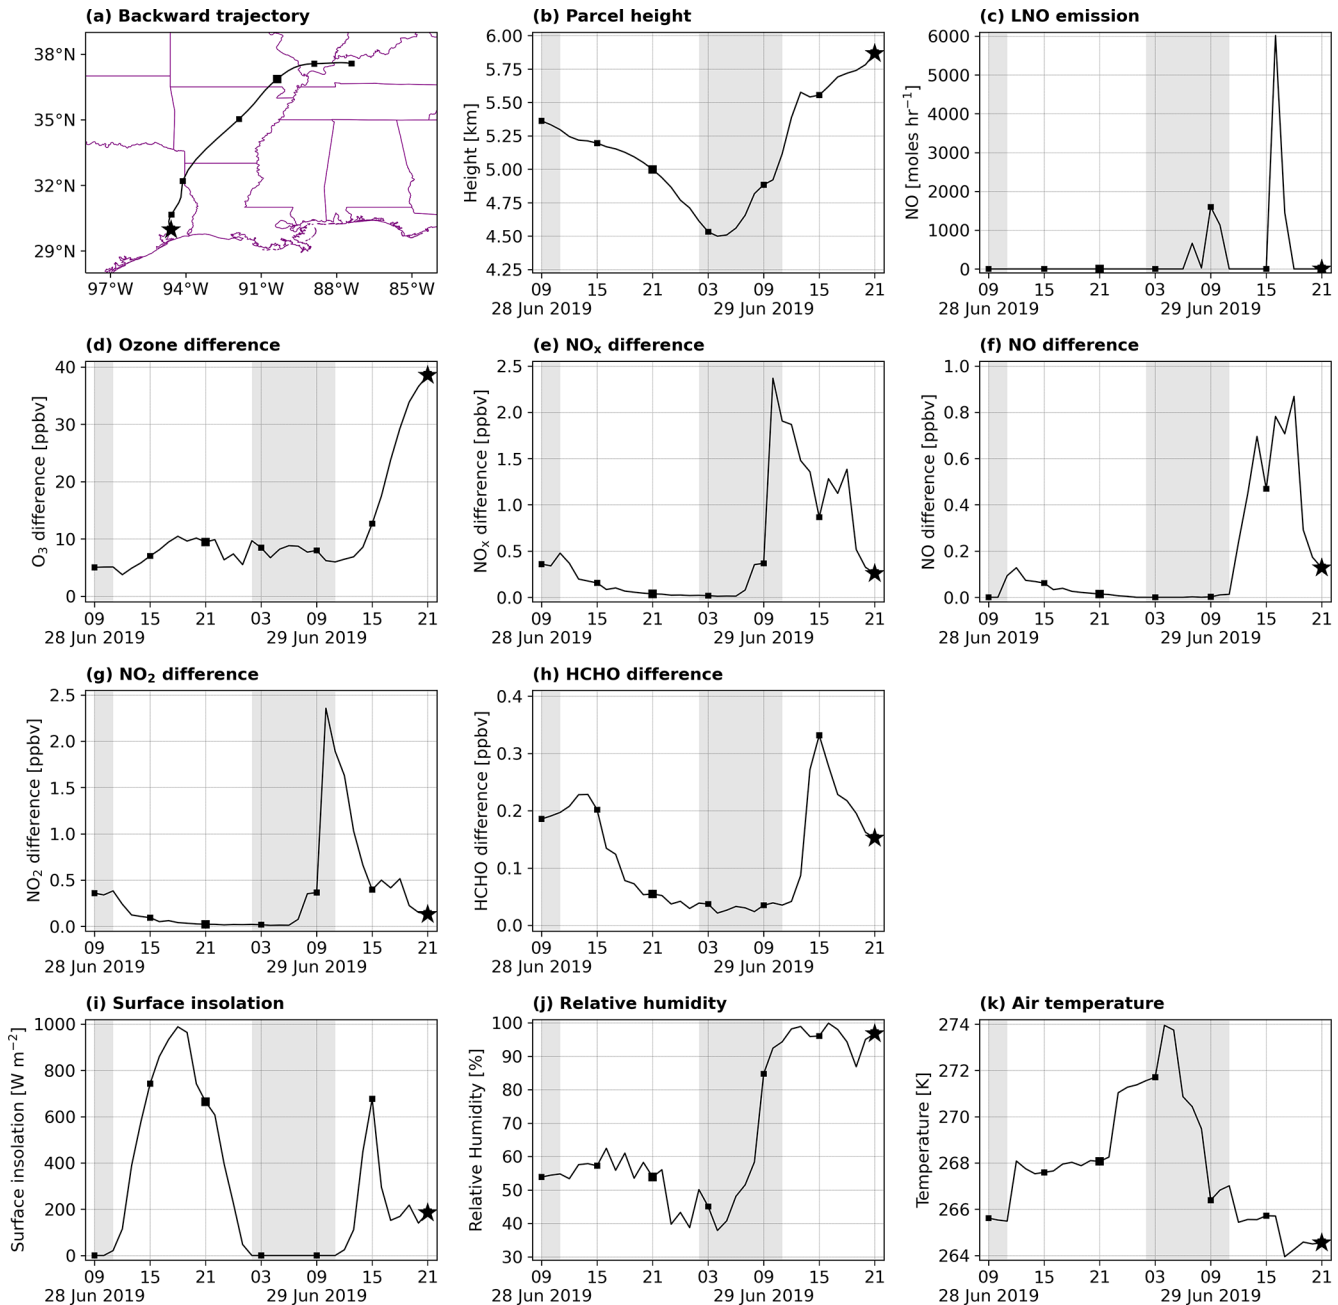 (a) Backward trajectory
38°N
35°N
32°N
29°N
97°W 94°W 91°W 88°W 85°W
(b) Parcel height
Height [km]
6.00
5.75
5.50
5.25
5.00
4.75
4.50
4.25
09 15 21 03 09 15 21
28 Jun 2019 29 Jun 2019
(c) LNO emission
NO [moles hr⁻¹]
6000
5000
4000
3000
2000
1000
0
09 15 21 03 09 15 21
28 Jun 2019 29 Jun 2019
(d) Ozone difference
O₃ difference [ppbv]
40
30
20
10
0
09 15 21 03 09 15 21
28 Jun 2019 29 Jun 2019
(e) NOₓ difference
NOₓ difference [ppbv]
2.5
2.0
1.5
1.0
0.5
0.0
09 15 21 03 09 15 21
28 Jun 2019 29 Jun 2019
(f) NO difference
NO difference [ppbv]
1.0
0.8
0.6
0.4
0.2
0.0
09 15 21 03 09 15 21
28 Jun 2019 29 Jun 2019
(g) NO₂ difference
NO₂ difference [ppbv]
2.5
2.0
1.5
1.0
0.5
0.0
09 15 21 03 09 15 21
28 Jun 2019 29 Jun 2019
(h) HCHO difference
HCHO difference [ppbv]
0.4
0.3
0.2
0.1
0.0
09 15 21 03 09 15 21
28 Jun 2019 29 Jun 2019
(i) Surface insolation
Surface insolation [W m⁻²]
1000
800
600
400
200
0
09 15 21 03 09 15 21
28 Jun 2019 29 Jun 2019
(j) Relative humidity
Relative Humidity [%]
100
90
80
70
60
50
40
30
09 15 21 03 09 15 21
28 Jun 2019 29 Jun 2019
(k) Air temperature
Temperature [K]
274
272
270
268
266
264
09 15 21 03 09 15 21
28 Jun 2019 29 Jun 2019